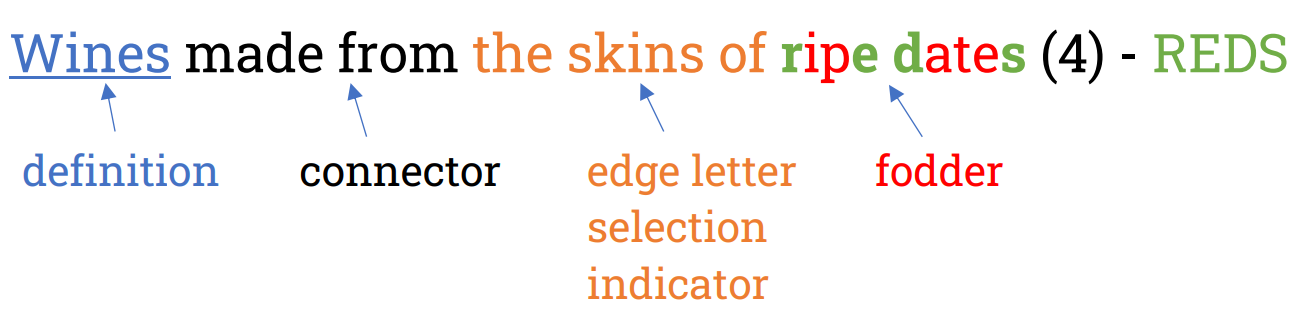 Wines made from the skins of ripe dates (4) - REDS
definition connector edge letter fodder
selection
indicator